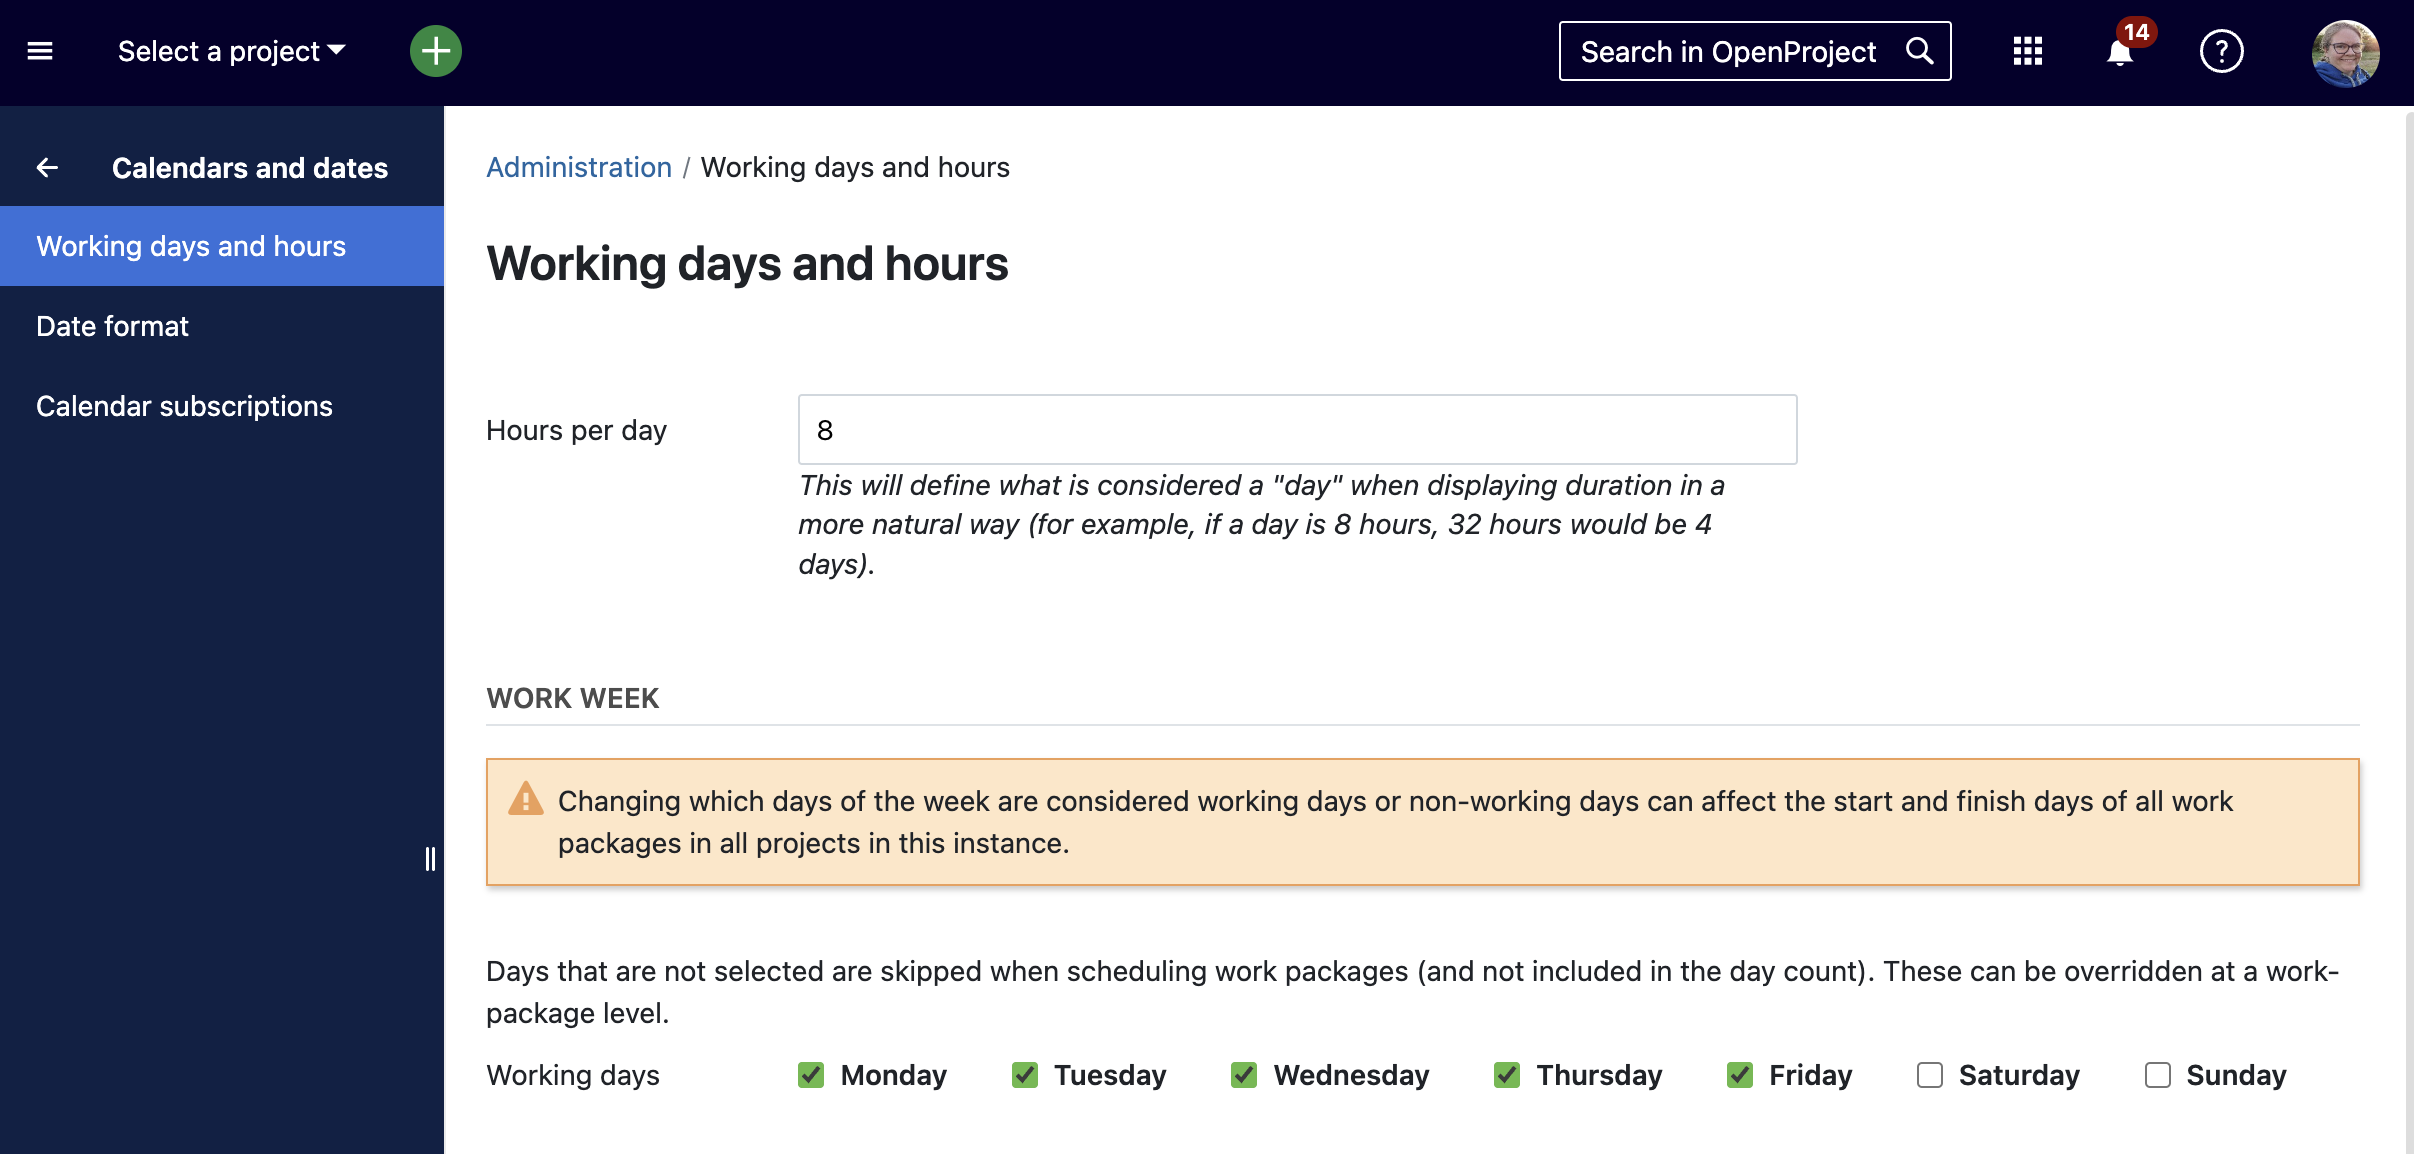 Select a project
Search in OpenProject
14
Calendars and dates
Working days and hours
Date format
Calendar subscriptions
Administration / Working days and hours
Working days and hours
Hours per day
8
This will define what is considered a "day" when displaying duration in a
more natural way (for example, if a day is 8 hours, 32 hours would be 4
days).
WORK WEEK
Changing which days of the week are considered working days or non-working days can affect the start and finish days of all work
packages in all projects in this instance.
Days that are not selected are skipped when scheduling work packages (and not included in the day count). These can be overridden at a work-
package level.
Working days Monday Tuesday Wednesday Thursday Friday Saturday Sunday